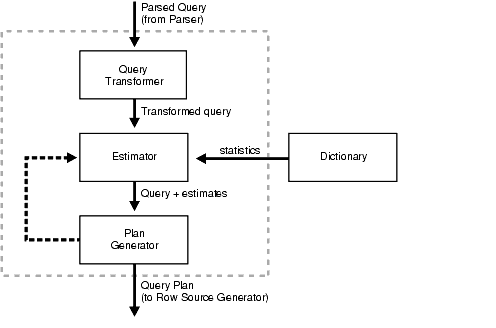 Parsed Query
(from Parser)
Query
Transformer
Transformed query
Estimator
statistics
Dictionary
Query + estimates
Plan
Generator
Query Plan
(to Row Source Generator)